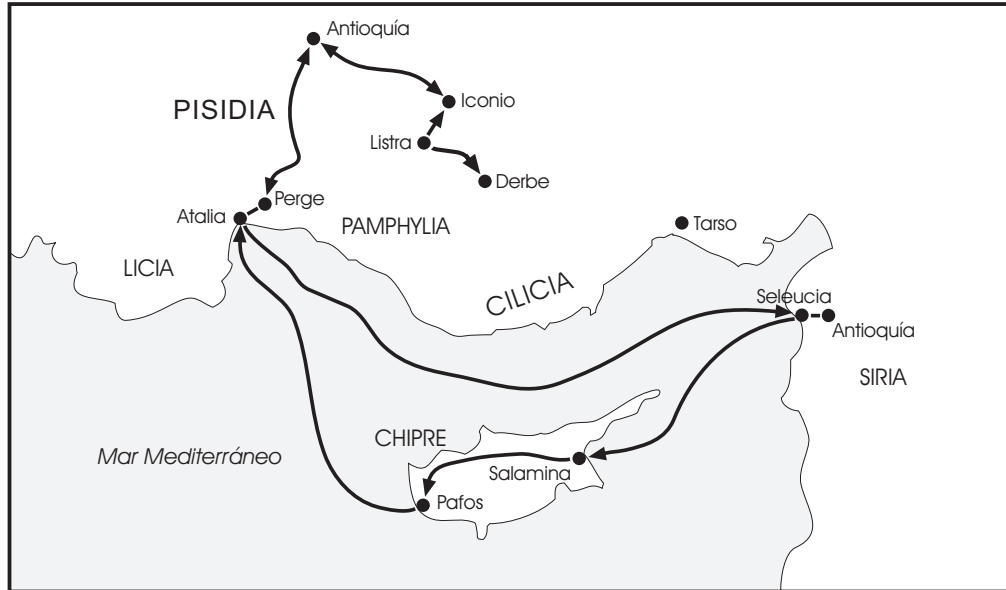 Antioquía
PISIDIA
Iconio
Listra
Derbe
Perge
Atalia
PAMPHYLIA
Tarso
LICIA
CILICIA
Seleucia
Antioquía
SIRIA
CHIPRE
Mar Mediterráneo
Salamina
Pafos